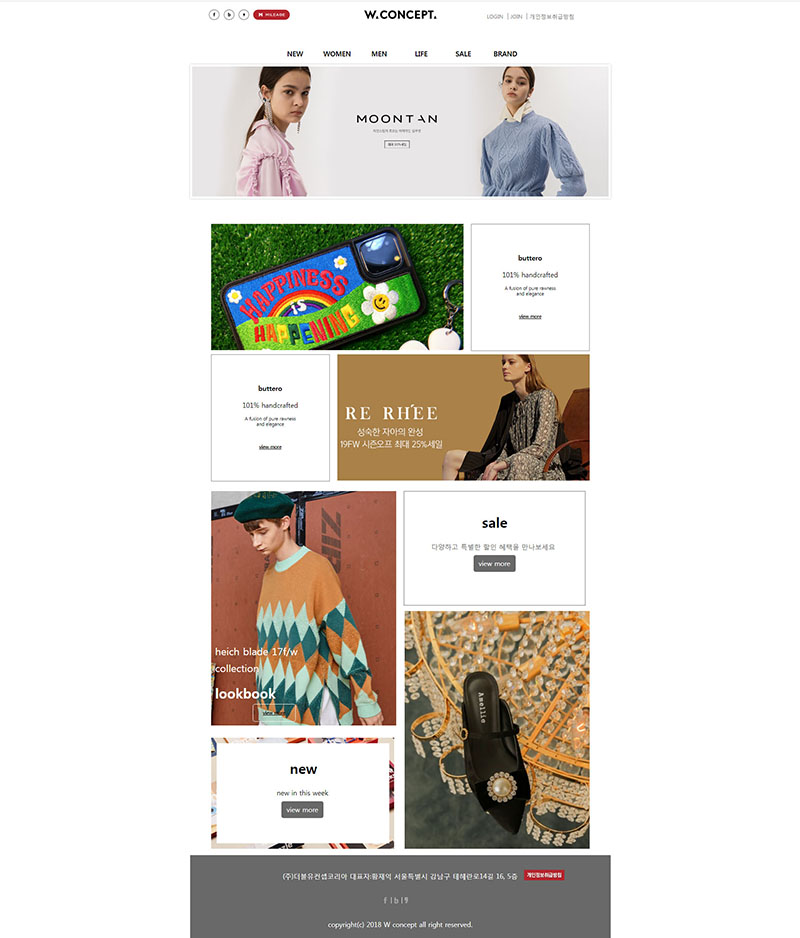 f b MILEAGE
W.CONCEPT.
LOGIN | JOIN | 개인정보취급방침
NEW WOMEN MEN LIFE SALE BRAND
MOONTAN
HAPPINESS
IS
HAPPENING
buttero
101% handcrafted
A fusion of pure rawness
and elegance
view more
buttero
101% handcrafted
A fusion of pure rawness
and elegance
view more
RE RHEE
성숙한 자아의 완성
19FW 시즌오프 최대 25%세일
heich blade 17f/w
collection
lookbook
view more
sale
다양하고 특별한 할인 혜택을 만나보세요
view more
Amellie
new
new in this week
view more
(주)더블유컨셉코리아 대표자:황재익 서울특별시 강남구 테헤란로14길 16, 5층 개인정보취급방침
f | b | g
copyright(c) 2018 W concept all right reserved.